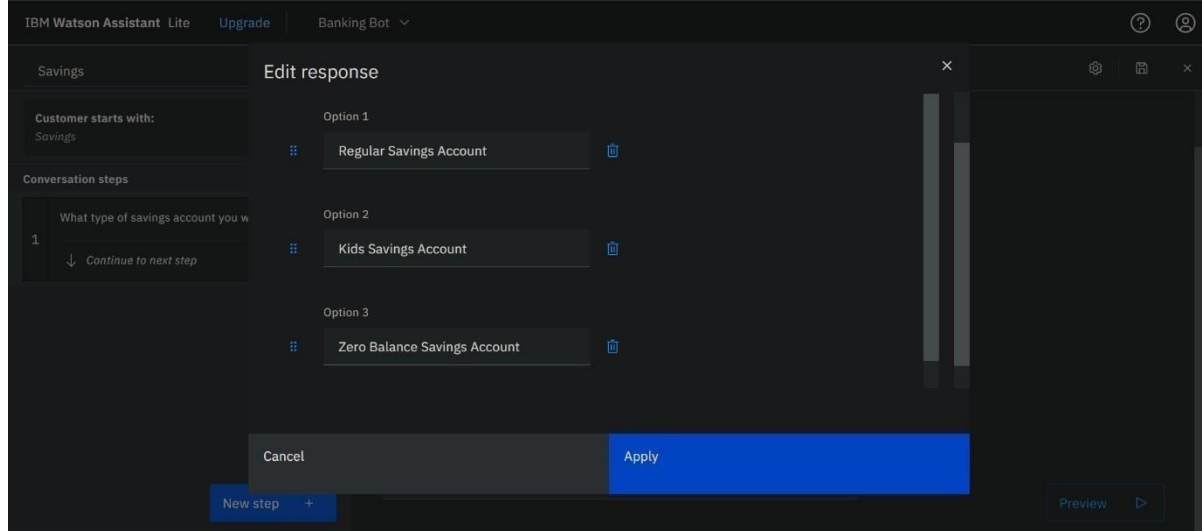 IBM Watson Assistant Lite Upgrade Banking Bot
Savings
Customer starts with:
Savings
Conversation steps
1 What type of savings account you w
Continue to next step
New step +
Edit response
Option 1
Regular Savings Account
Option 2
Kids Savings Account
Option 3
Zero Balance Savings Account
Cancel Apply
Preview